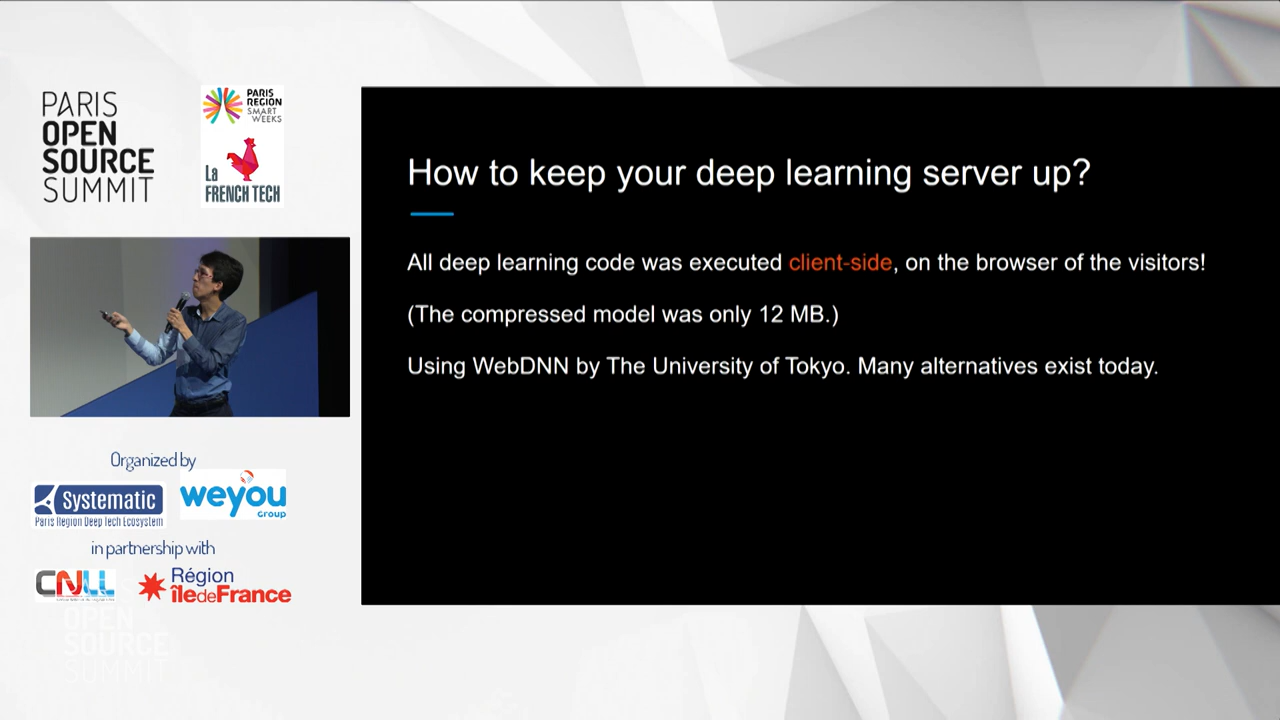 PARIS
OPEN
SOURCE
SUMMIT
PARIS
REGION
SMART
WEEKS
La
FRENCH TECH
How to keep your deep learning server up?
All deep learning code was executed client-side, on the browser of the visitors!
(The compressed model was only 12 MB.)
Using WebDNN by The University of Tokyo. Many alternatives exist today.
Organized by
Systematic
Paris Region Deep Tech Ecosystem
weyou
GROUP
in partnership with
CNLL
Région
îledeFrance
OPEN
SOURCE
SUMMIT